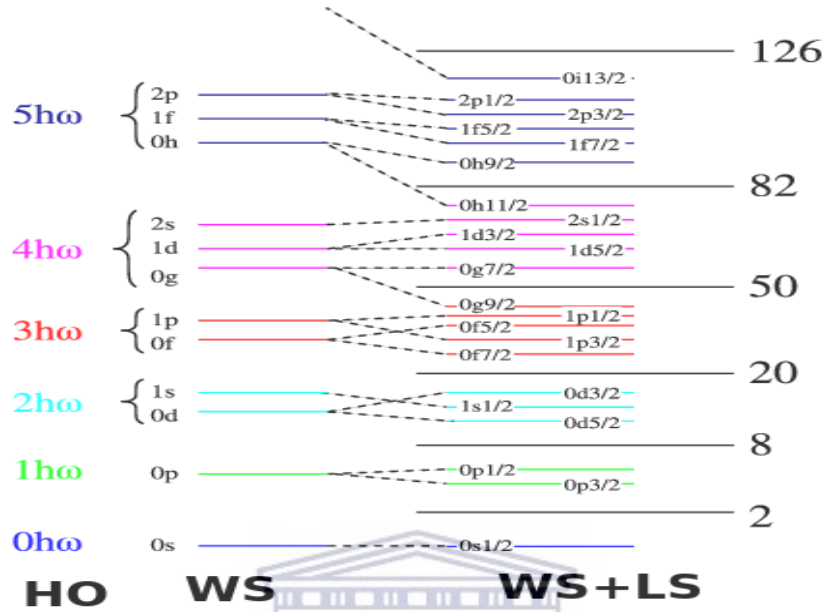 126
0i13/2
5hω { 2p 2p1/2
2p3/2
1f 1f5/2
1f7/2
0h 0h9/2
82
0h11/2
4hω { 2s 2s1/2
1d 1d3/2
1d5/2
0g 0g7/2
50
0g9/2
3hω { 1p 1p1/2
0f5/2
0f 1p3/2
0f7/2
20
2hω { 1s 0d3/2
1s1/2
0d 0d5/2
8
1hω 0p 0p1/2
0p3/2
2
0hω 0s 0s1/2
HO WS WS+LS